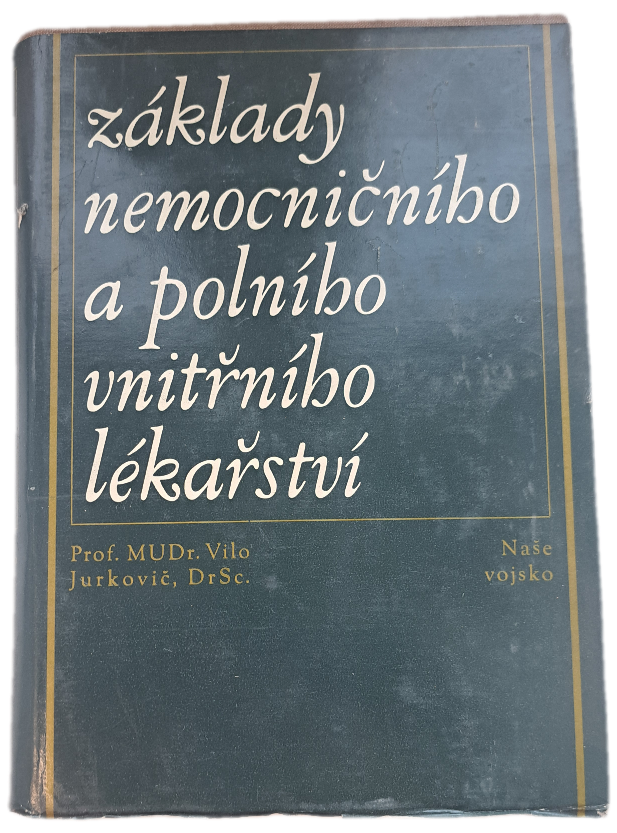 základy
nemocničního
a polního
vnitřního
lékařství
Prof. MUDr. Vilo
Jurkovič, DrSc.
Naše
vojsko